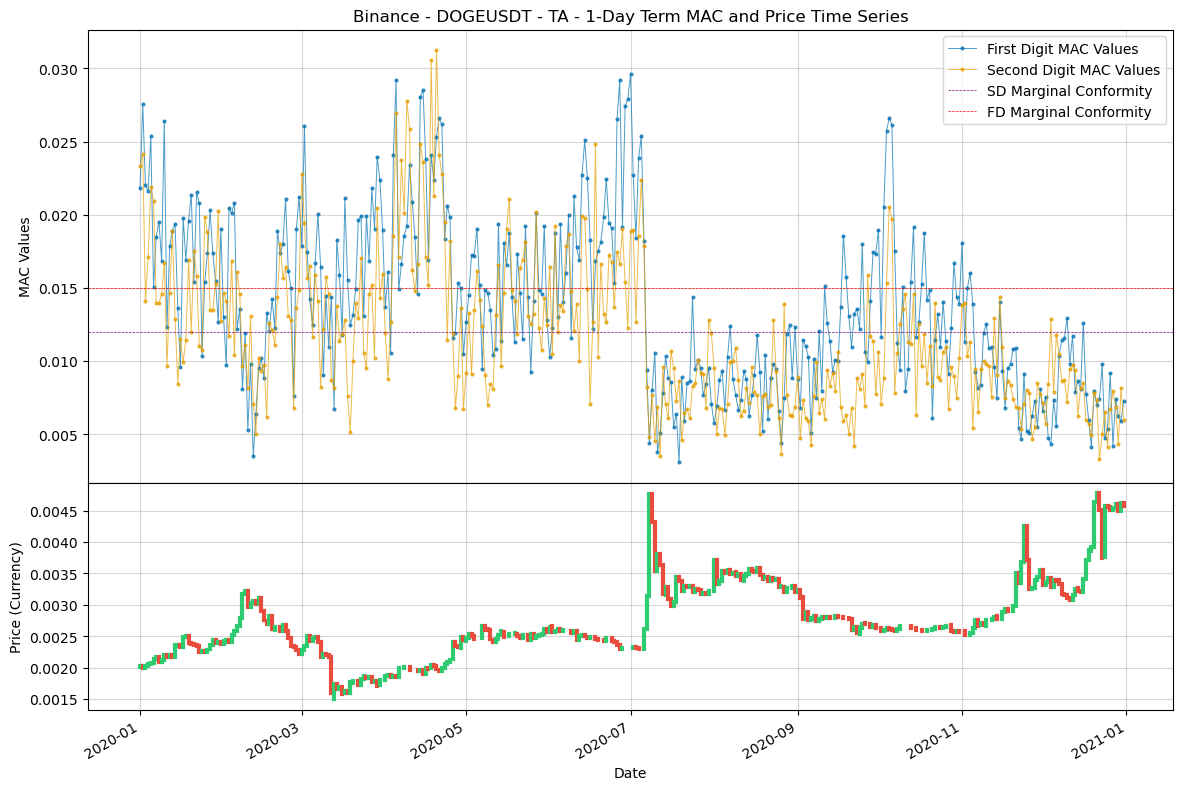 Binance - DOGEUSDT - TA - 1-Day Term MAC and Price Time Series
First Digit MAC Values
Second Digit MAC Values
SD Marginal Conformity
FD Marginal Conformity
MAC Values
0.030
0.025
0.020
0.015
0.010
0.005
Price (Currency)
0.0045
0.0040
0.0035
0.0030
0.0025
0.0020
0.0015
2020-01
2020-03
2020-05
2020-07
2020-09
2020-11
2021-01
Date